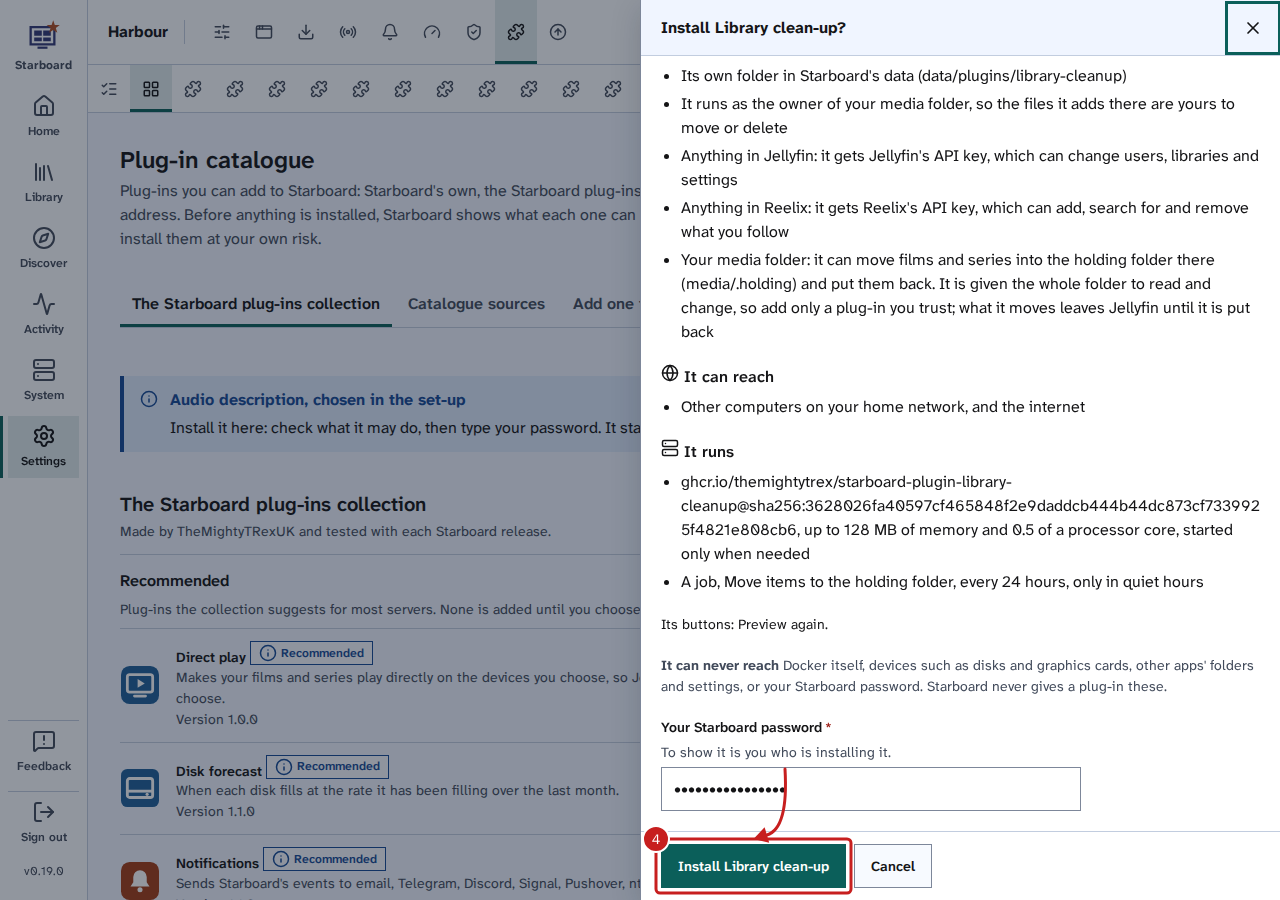 Starboard
Home
Library
Discover
Activity
System
Settings
Feedback
Sign out
v0.19.0
Harbour
Plug-in catalogue
Plug-ins you can add to Starboard: Starboard's own, the Starboard plug-ins
address. Before anything is installed, Starboard shows what each one can
install them at your own risk.
The Starboard plug-ins collection
Catalogue sources
Add one
Audio description, chosen in the set-up
Install it here: check what it may do, then type your password. It sta
The Starboard plug-ins collection
Made by TheMightyTRexUK and tested with each Starboard release.
Recommended
Plug-ins the collection suggests for most servers. None is added until you choose
Direct play Recommended
Makes your films and series play directly on the devices you choose, so
choose.
Version 1.0.0
Disk forecast Recommended
When each disk fills at the rate it has been filling over the last month.
Version 1.1.0
Notifications Recommended
Sends Starboard's events to email, Telegram, Discord, Signal, Pushover, nt
Install Library clean-up?
Its own folder in Starboard's data (data/plugins/library-cleanup)
It runs as the owner of your media folder, so the files it adds there are yours to
move or delete
Anything in Jellyfin: it gets Jellyfin's API key, which can change users, libraries and
settings
Anything in Reelix: it gets Reelix's API key, which can add, search for and remove
what you follow
Your media folder: it can move films and series into the holding folder there
(media/.holding) and put them back. It is given the whole folder to read and
change, so add only a plug-in you trust; what it moves leaves Jellyfin until it is put
back
It can reach
Other computers on your home network, and the internet
It runs
ghcr.io/themightytrex/starboard-plugin-library-
cleanup@sha256:3628026fa40597cf465848f2e9daddcb444b44dc873cf733992
5f4821e808cb6, up to 128 MB of memory and 0.5 of a processor core, started
only when needed
A job, Move items to the holding folder, every 24 hours, only in quiet hours
Its buttons: Preview again.
It can never reach Docker itself, devices such as disks and graphics cards, other apps' folders
and settings, or your Starboard password. Starboard never gives a plug-in these.
Your Starboard password *
To show it is you who is installing it.
4
Install Library clean-up
Cancel